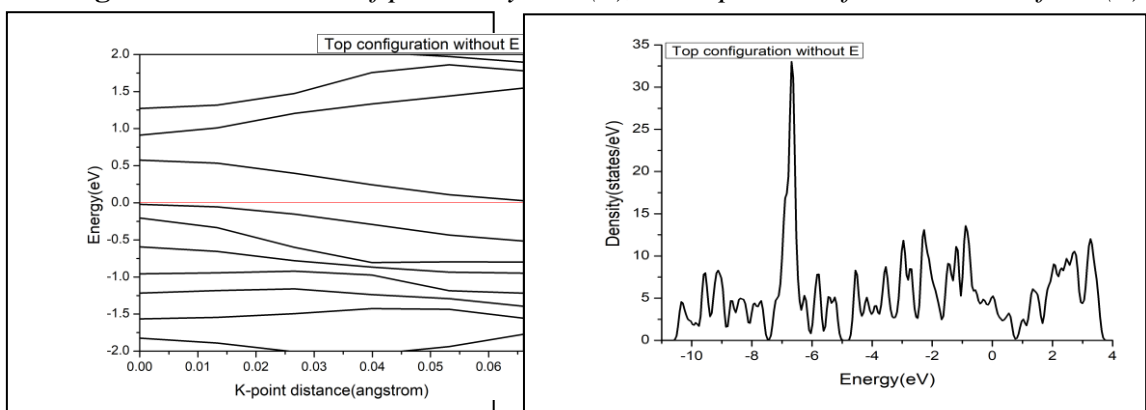 Top configuration without E
2.0
1.5
1.0
0.5
0.0
-0.5
-1.0
-1.5
-2.0
Energy(eV)
0.00 0.01 0.02 0.03 0.04 0.05 0.06
K-point distance(angstrom)
Top configuration without E
35
30
25
20
15
10
5
0
Density(states/eV)
-10 -8 -6 -4 -2 0 2 4
Energy(eV)